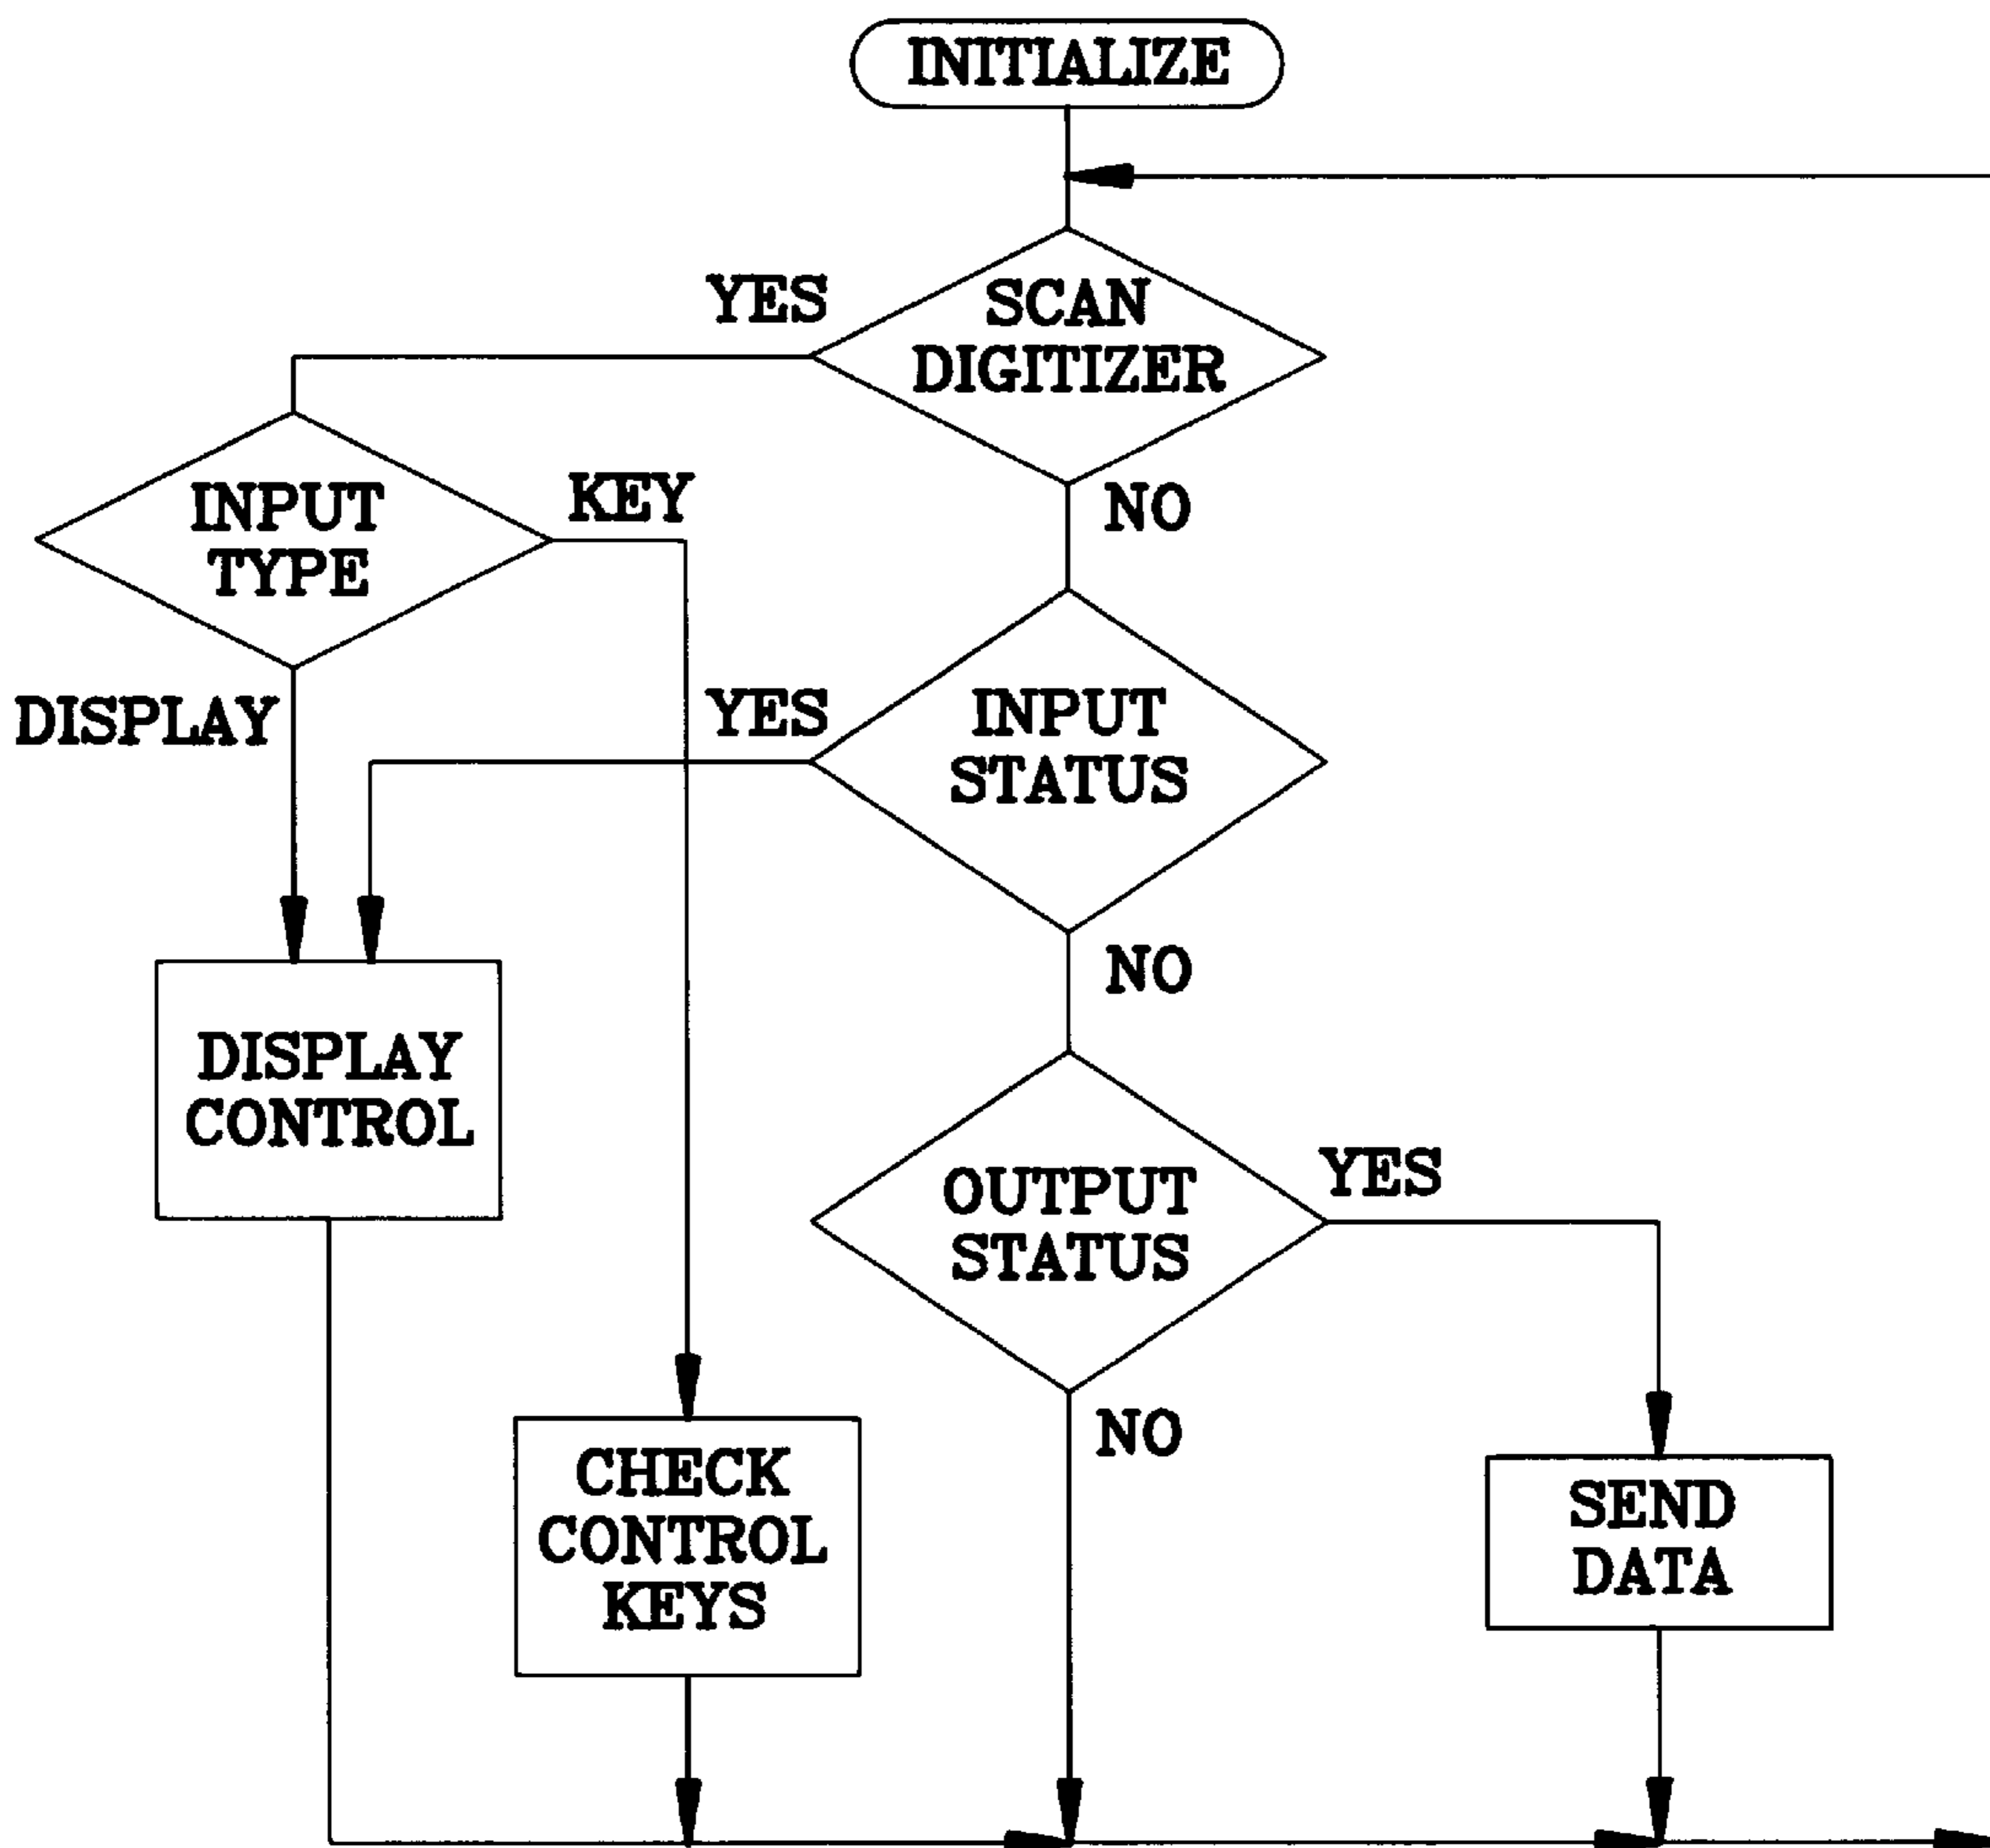 INITIALIZE
YES
SCAN
DIGITIZER
INPUT
TYPE
KEY
NO
DISPLAY
YES
INPUT
STATUS
NO
DISPLAY
CONTROL
OUTPUT
STATUS
YES
NO
CHECK
CONTROL
KEYS
SEND
DATA